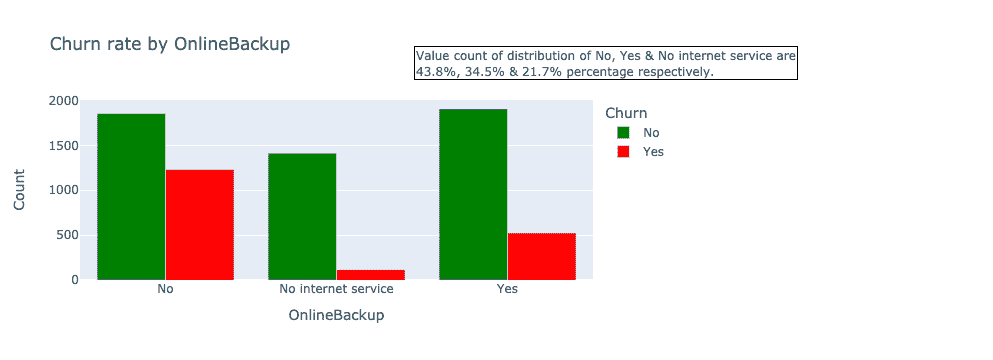 Churn rate by OnlineBackup
Value count of distribution of No, Yes & No internet service are
43.8%, 34.5% & 21.7% percentage respectively.
Churn
No
Yes
Count
2000
1500
1000
500
0
No
No internet service
Yes
OnlineBackup